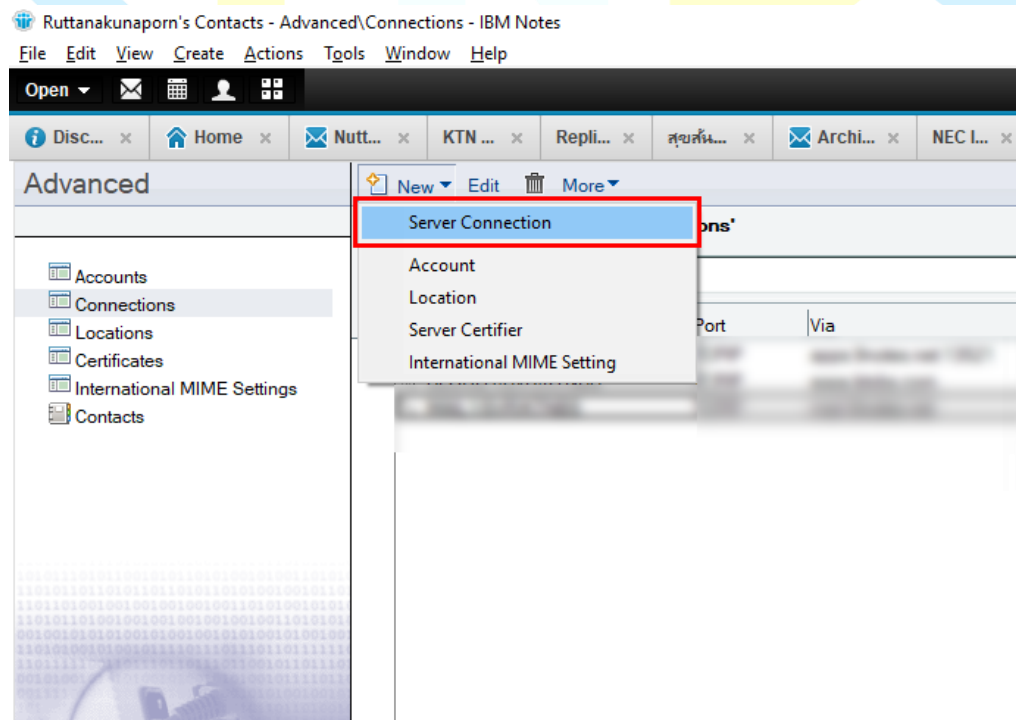 Ruttanakunaporn's Contacts - Advanced\Connections - IBM Notes
File Edit View Create Actions Tools Window Help
Open
Disc... Home Nutt... KTN ... Repli... สุขสัน... Archi... NEC I...
Advanced
New Edit More
Server Connection
ons'
Account
Location
Server Certifier
International MIME Setting
Port Via
Accounts
Connections
Locations
Certificates
International MIME Settings
Contacts